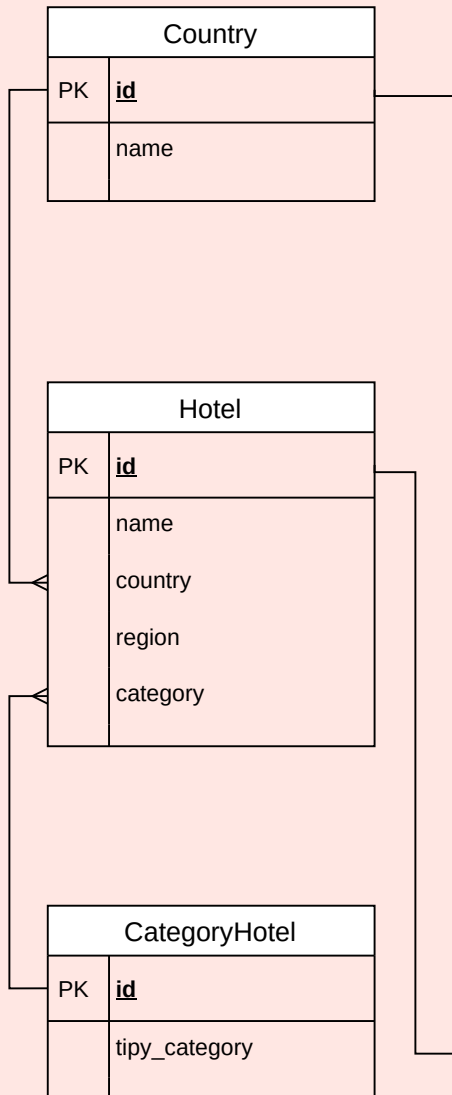 Country
PK id
name
Hotel
PK id
name
country
region
category
CategoryHotel
PK id
tipy_category